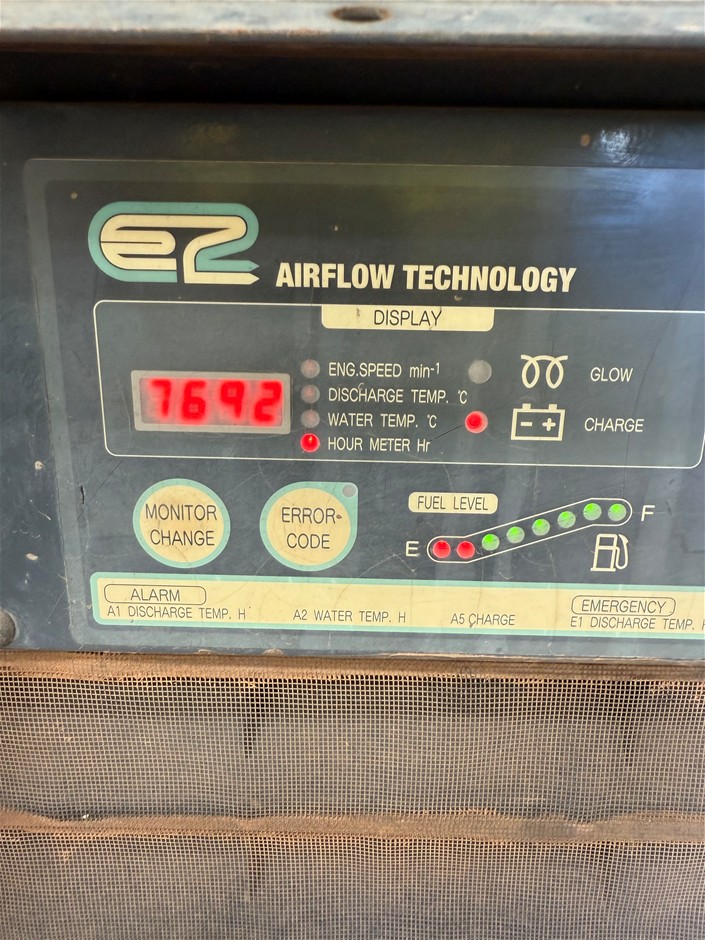 e2 AIRFLOW TECHNOLOGY
DISPLAY
7692
ENG.SPEED min-1
DISCHARGE TEMP. °C
WATER TEMP. °C
HOUR METER Hr
GLOW
- +
CHARGE
MONITOR
CHANGE
ERROR-
CODE
FUEL LEVEL
E
F
ALARM
A1 DISCHARGE TEMP. H
A2 WATER TEMP. H
A5 CHARGE
EMERGENCY
E1 DISCHARGE TEMP. H